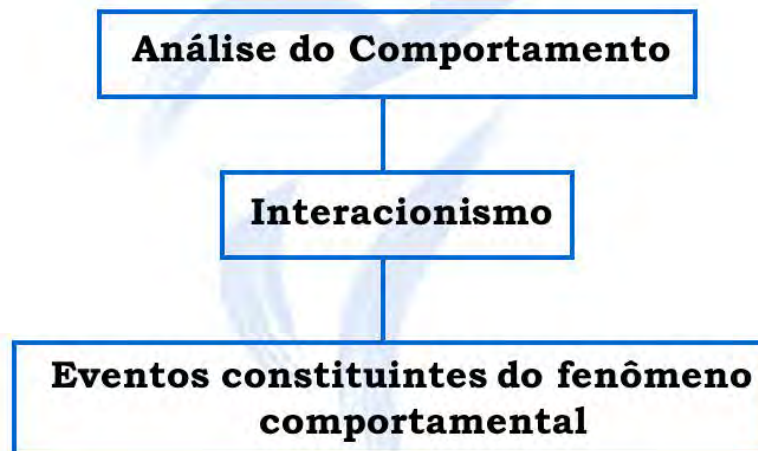 Análise do Comportamento
Interacionismo
Eventos constituintes do fenômeno
comportamental